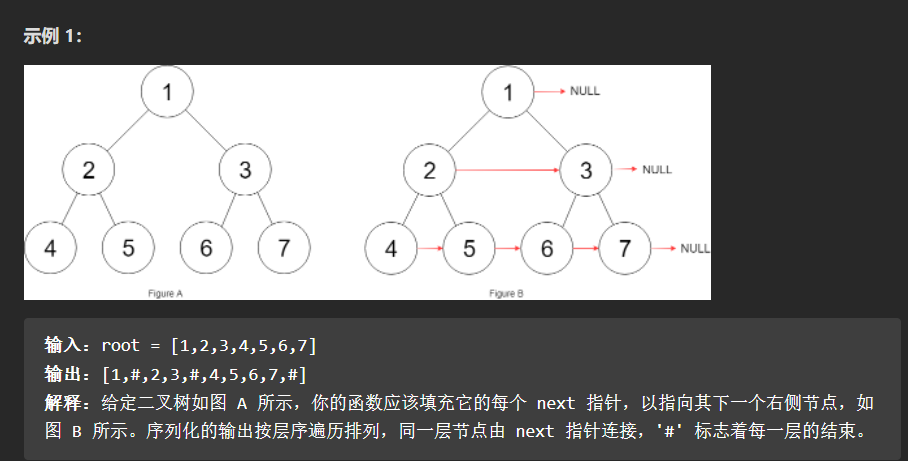 示例 1：
1
1 NULL
2 3
2 3 NULL
4 5 6 7
4 5 6 7 NULL
Figure A
Figure B
输入：root = [1,2,3,4,5,6,7]
输出：[1,#,2,3,#,4,5,6,7,#]
解释：给定二叉树如图 A 所示，你的函数应该填充它的每个 next 指针，以指向其下一个右侧节点，如
图 B 所示。序列化的输出按层序遍历排列，同一层节点由 next 指针连接，'#' 标志着每一层的结束。